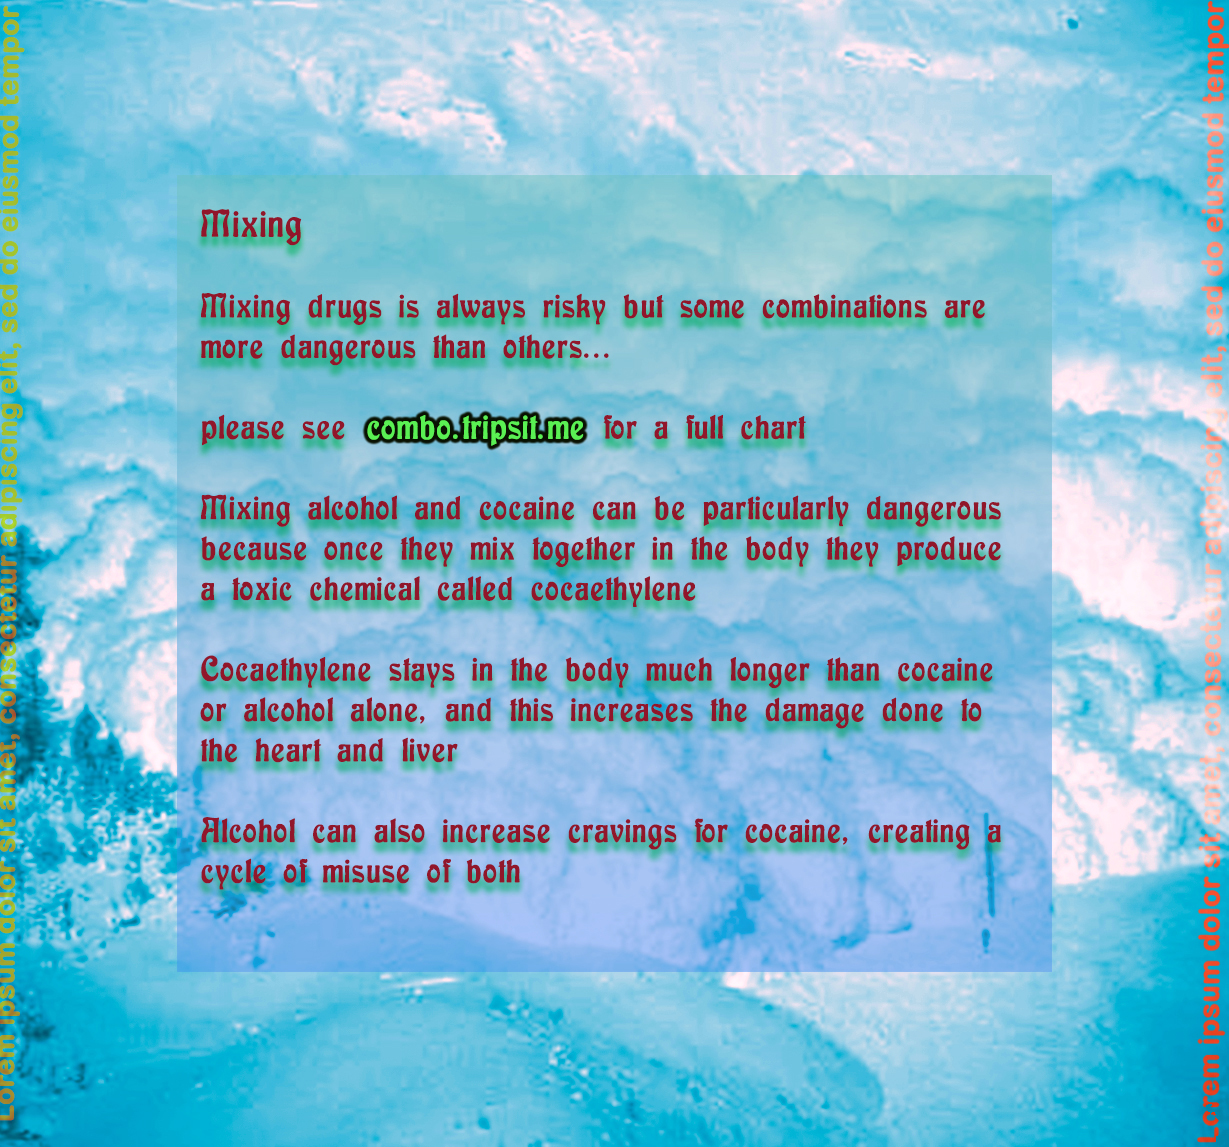 Mixing
Mixing drugs is always risky but some combinations are
more dangerous than others...
please see combo.tripsit.me for a full chart
Mixing alcohol and cocaine can be particularly dangerous
because once they mix together in the body they produce
a toxic chemical called cocaethylene
Cocaethylene stays in the body much longer than cocaine
or alcohol alone, and this increases the damage done to
the heart and liver
Alcohol can also increase cravings for cocaine, creating a
cycle of misuse of both
Lorem ipsum dolor sit amet, consectetur adipiscing elit, sed do eiusmod tempor
Lorem ipsum dolor sit amet, consectetur adipiscing elit, sed do eiusmod tempor